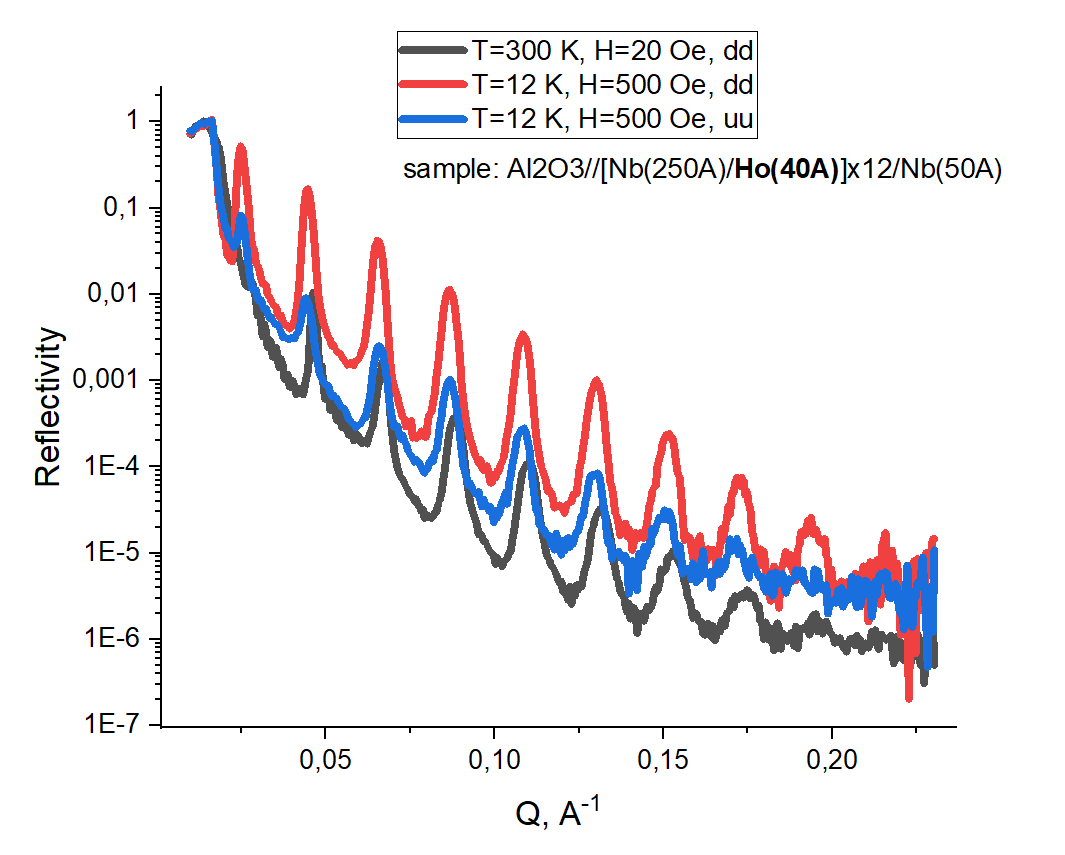 T=300 K, H=20 Oe, dd
T=12 K, H=500 Oe, dd
T=12 K, H=500 Oe, uu
sample: Al2O3//[Nb(250A)/Ho(40A)]x12/Nb(50A)
1
0,1
0,01
0,001
1E-4
1E-5
1E-6
1E-7
Reflectivity
0,05 0,10 0,15 0,20
Q, A⁻¹